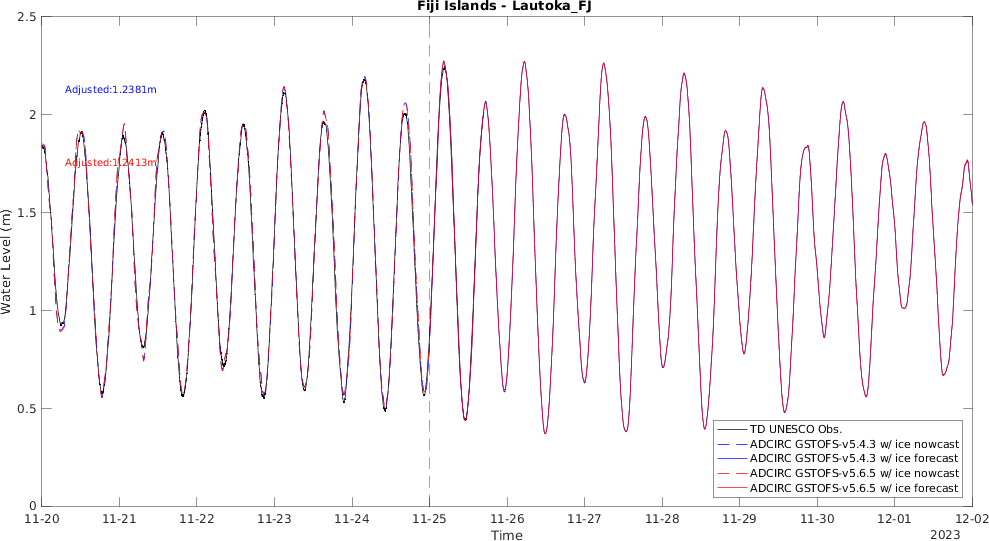 Fiji Islands - Lautoka_FJ
2.5
2
1.5
1
0.5
0
Water Level (m)
Adjusted:1.2381m
Adjusted:1.2413m
TD UNESCO Obs.
ADCIRC GSTOFS-v5.4.3 w/ ice nowcast
ADCIRC GSTOFS-v5.4.3 w/ ice forecast
ADCIRC GSTOFS-v5.6.5 w/ ice nowcast
ADCIRC GSTOFS-v5.6.5 w/ ice forecast
11-20 11-21 11-22 11-23 11-24 11-25 11-26 11-27 11-28 11-29 11-30 12-01 12-02
Time
2023